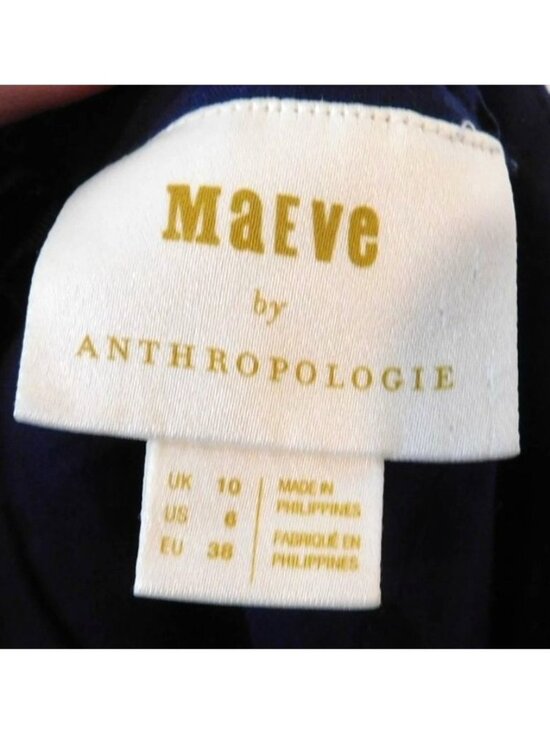 MaEve
by
ANTHROPOLOGIE
UK 10
US 6
EU 38
MADE IN
PHILIPPINES
FABRIQUÉ EN
PHILIPPINES